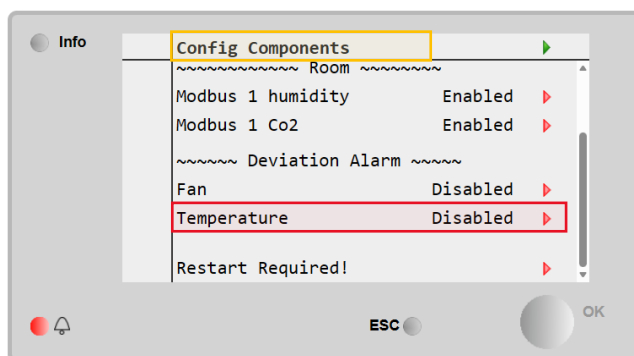 Info
Config Components
~~~~~~~~~~~~ Room ~~~~~~~~
Modbus 1 humidity Enabled
Modbus 1 Co2 Enabled
~~~~~~ Deviation Alarm ~~~~~
Fan Disabled
Temperature Disabled
Restart Required!
OK
ESC